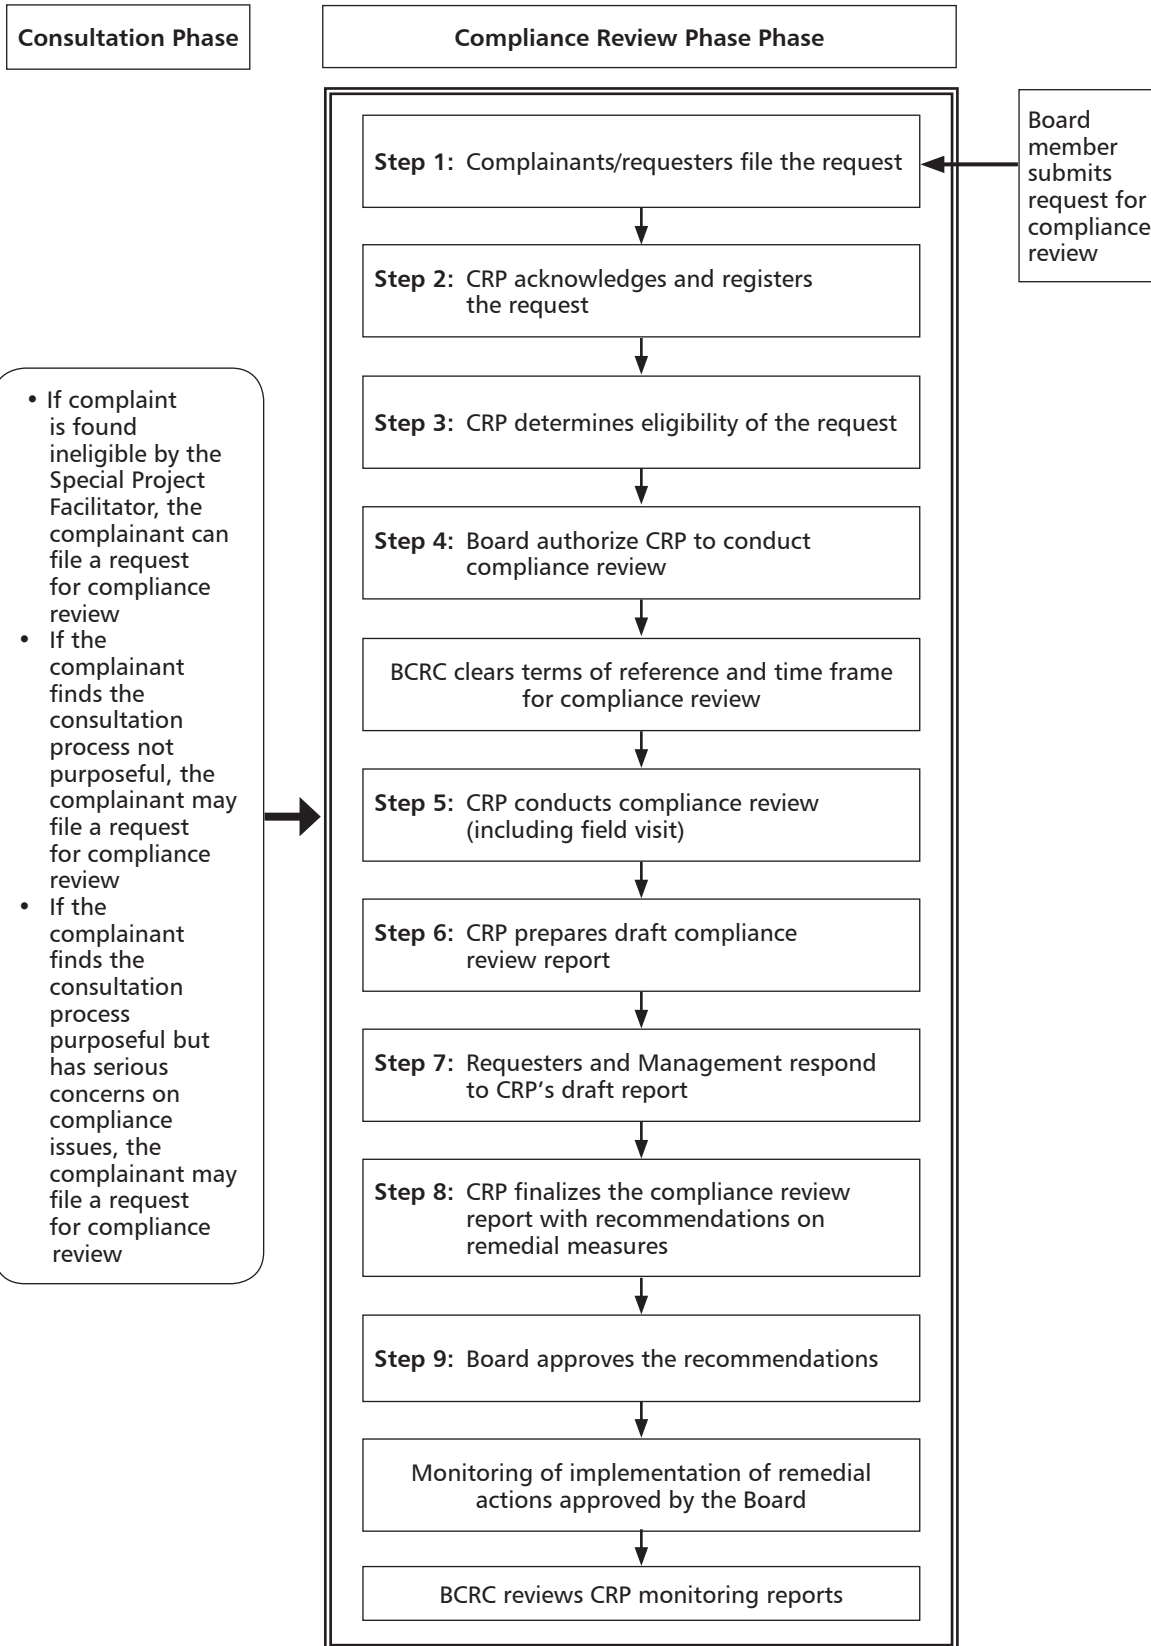 Consultation Phase
Compliance Review Phase Phase
Step 1: Complainants/requesters file the request
Board
member
submits
request for
compliance
review
Step 2: CRP acknowledges and registers
the request
Step 3: CRP determines eligibility of the request
• If complaint
is found
ineligible by the
Special Project
Facilitator, the
complainant can
file a request
for compliance
review
• If the
complainant
finds the
consultation
process not
purposeful, the
complainant may
file a request
for compliance
review
• If the
complainant
finds the
consultation
process
purposeful but
has serious
concerns on
compliance
issues, the
complainant may
file a request
for compliance
review
Step 4: Board authorize CRP to conduct
compliance review
BCRC clears terms of reference and time frame
for compliance review
Step 5: CRP conducts compliance review
(including field visit)
Step 6: CRP prepares draft compliance
review report
Step 7: Requesters and Management respond
to CRP's draft report
Step 8: CRP finalizes the compliance review
report with recommendations on
remedial measures
Step 9: Board approves the recommendations
Monitoring of implementation of remedial
actions approved by the Board
BCRC reviews CRP monitoring reports